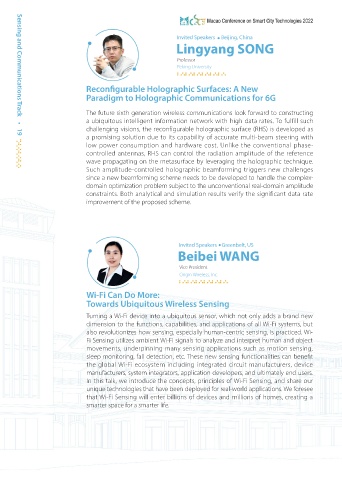 Macao Conference on Smart City Technologies 2022
Sensing and Communications Track • 19
Invited Speakers • Beijing, China
Lingyang SONG
Professor
Peking University
Reconfigurable Holographic Surfaces: A New
Paradigm to Holographic Communications for 6G
The future sixth generation wireless communications look forward to constructing
a ubiquitous intelligent information network with high data rates. To fulfill such
challenging visions, the reconfigurable holographic surface (RHS) is developed as
a promising solution due to its capability of accurate multi-beam steering with
low power consumption and hardware cost. Unlike the conventional phase-
controlled antennas, RHS can control the radiation amplitude of the reference
wave propagating on the metasurface by leveraging the holographic technique.
Such amplitude-controlled holographic beamforming triggers new challenges
since a new beamforming scheme needs to be developed to handle the complex-
domain optimization problem subject to the unconventional real-domain amplitude
constraints. Both analytical and simulation results verify the significant data rate
improvement of the proposed scheme.
Invited Speakers • Greenbelt, US
Beibei WANG
Vice President
Origin Wireless, Inc.
Wi-Fi Can Do More:
Towards Ubiquitous Wireless Sensing
Turning a Wi-Fi device into a ubiquitous sensor, which not only adds a brand new
dimension to the functions, capabilities, and applications of all Wi-Fi systems, but
also revolutionizes how sensing, especially human-centric sensing, is practiced. Wi-
Fi Sensing utilizes ambient Wi-Fi signals to analyze and interpret human and object
movements, underpinning many sensing applications such as motion sensing,
sleep monitoring, fall detection, etc. These new sensing functionalities can benefit
the global Wi-Fi ecosystem including integrated circuit manufacturers, device
manufacturers, system integrators, application developers, and ultimately end users.
In this talk, we introduce the concepts, principles of Wi-Fi Sensing, and share our
unique technologies that have been deployed for real-world applications. We foresee
that Wi-Fi Sensing will enter billions of devices and millions of homes, creating a
smarter space for a smarter life.